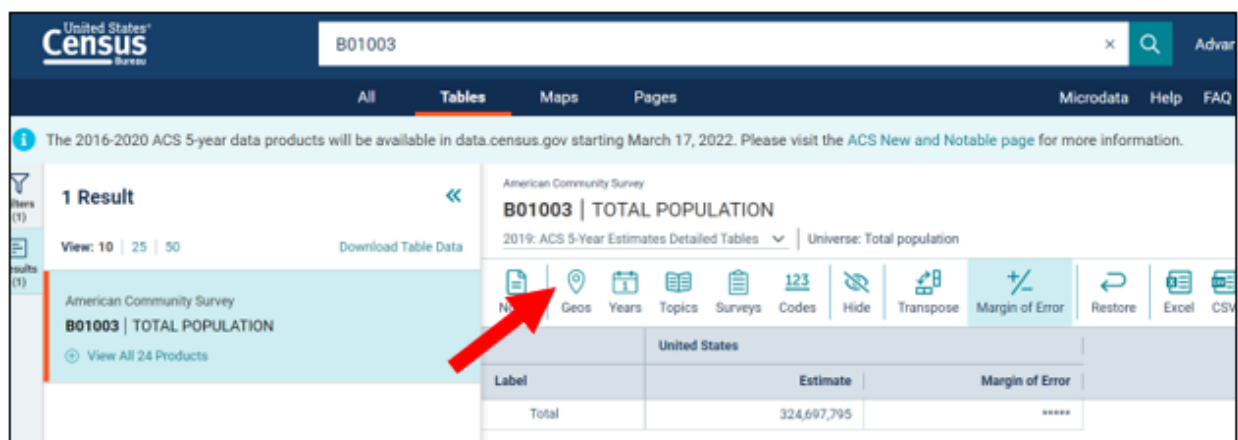 United States®
Census
Bureau
B01003
×
All Tables Maps Pages
Microdata Help FAQ
The 2016-2020 ACS 5-year data products will be available in data.census.gov starting March 17, 2022. Please visit the ACS New and Notable page for more information.
(1)
(1)
1 Result
View: 10 | 25 | 50
Download Table Data
American Community Survey
B01003 | TOTAL POPULATION
View All 24 Products
American Community Survey
B01003 | TOTAL POPULATION
2019: ACS 5-Year Estimates Detailed Tables | Universe: Total population
Geos Years Topics Surveys Codes Hide Transpose Margin of Error Restore Excel CSV
United States
Label Estimate Margin of Error
Total 324,697,795 *****